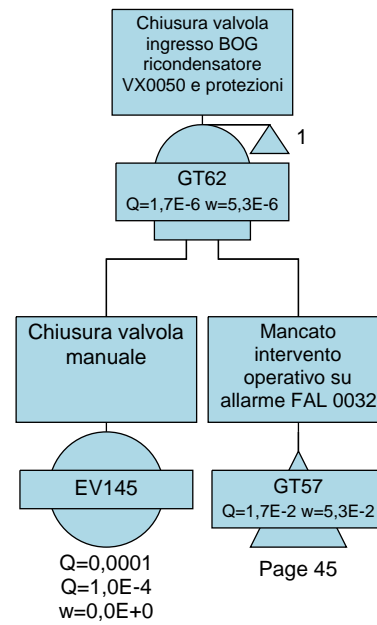 Chiusura valvola
ingresso BOG
ricondensatore
VX0050 e protezioni
1
GT62
Q=1,7E-6 w=5,3E-6
Chiusura valvola
manuale
Mancato
intervento
operativo su
allarme FAL 0032
EV145
Q=0,0001
Q=1,0E-4
w=0,0E+0
GT57
Q=1,7E-2 w=5,3E-2
Page 45